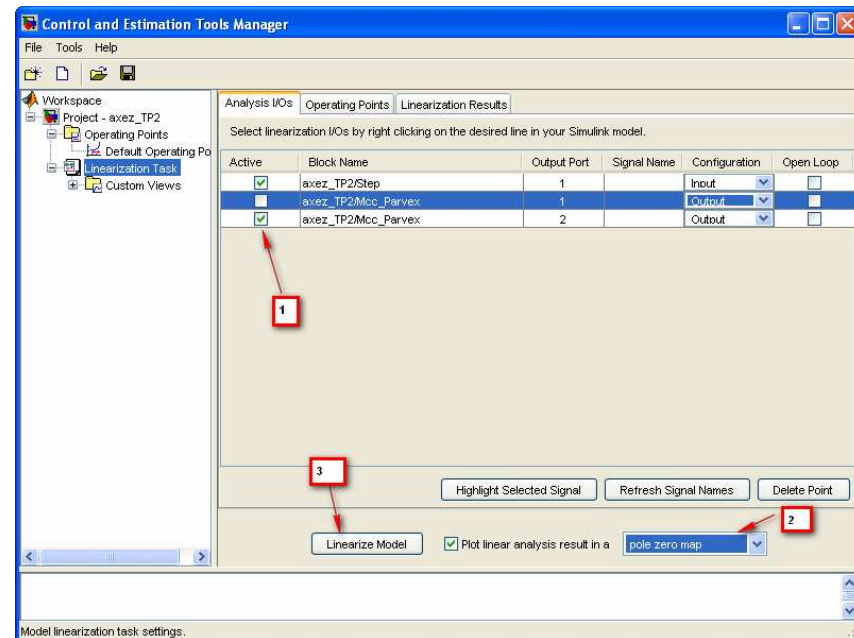 Control and Estimation Tools Manager
File Tools Help
Workspace
Project - axez_TP2
Operating Points
Default Operating Po
Linearization Task
Custom Views
Analysis I/Os Operating Points Linearization Results
Select linearization I/Os by right clicking on the desired line in your Simulink model.
Active Block Name Output Port Signal Name Configuration Open Loop
axez_TP2/Step 1 Input
axez_TP2/Mcc_Parvex 1 Output
axez_TP2/Mcc_Parvex 2 Output
1
3
Highlight Selected Signal Refresh Signal Names Delete Point
2
Linearize Model Plot linear analysis result in a pole zero map
Model linearization task settings.